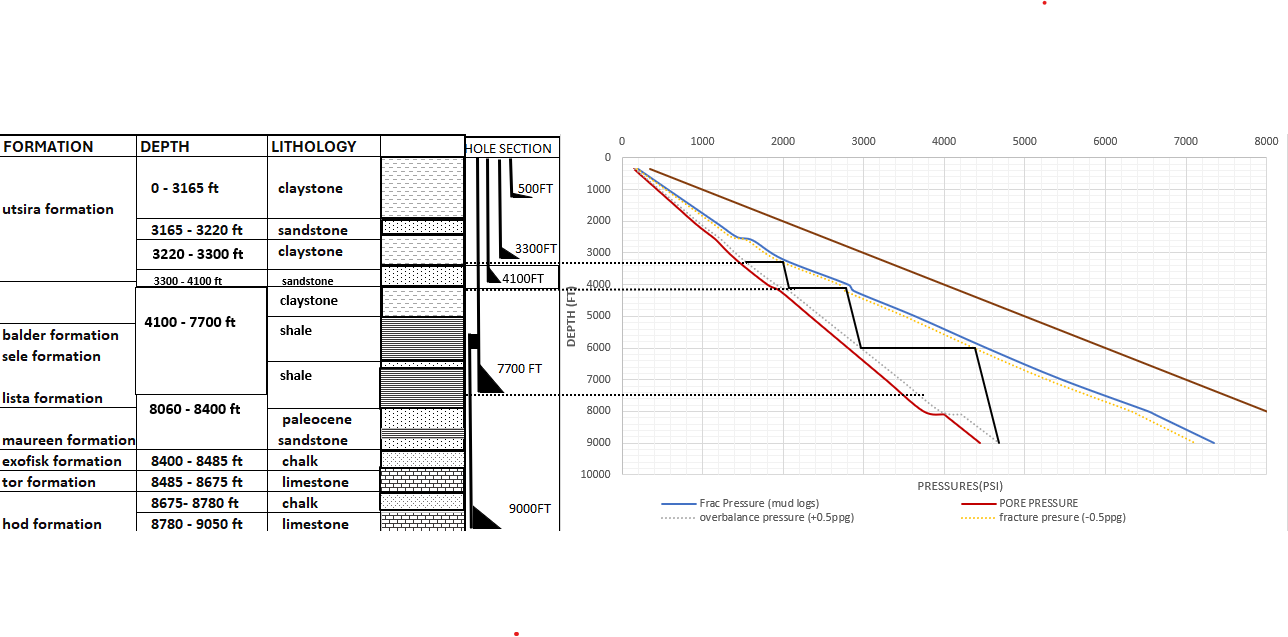 FORMATION DEPTH LITHOLOGY HOLE SECTION
0 - 3165 ft claystone
500FT
utsira formation
3165 - 3220 ft sandstone
3220 - 3300 ft claystone
3300FT
3300 - 4100 ft sandstone
4100FT
claystone
4100 - 7700 ft
balder formation shale
sele formation
7700 FT
shale
lista formation
8060 - 8400 ft
paleocene
maureen formation sandstone
exofisk formation 8400 - 8485 ft chalk
tor formation 8485 - 8675 ft limestone
8675- 8780 ft chalk
9000FT
hod formation 8780 - 9050 ft limestone
0 1000 2000 3000 4000 5000 6000 7000 8000
0
1000
2000
3000
4000
5000
6000
7000
8000
9000
10000
DEPTH (FT)
PRESSURES(PSI)
Frac Pressure (mud logs) PORE PRESSURE
overbalance pressure (+0.5ppg) fracture presure (-0.5ppg)